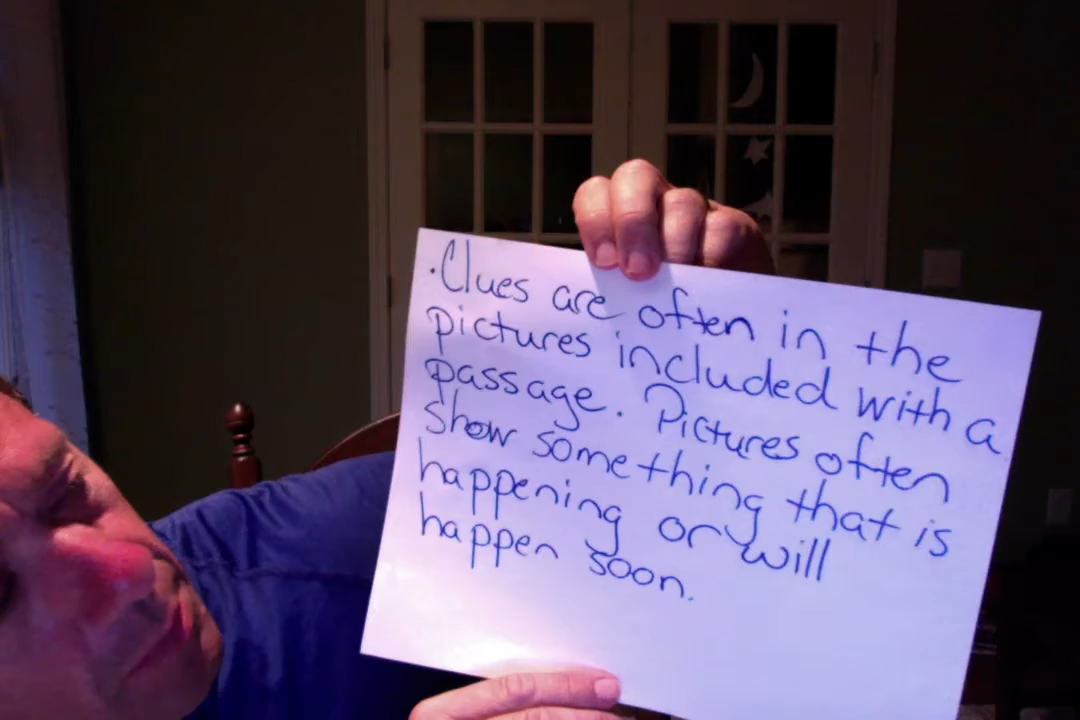 . Clues are often in the
pictures included with a
passage. Pictures often
show something that is
happening or will
happen soon.